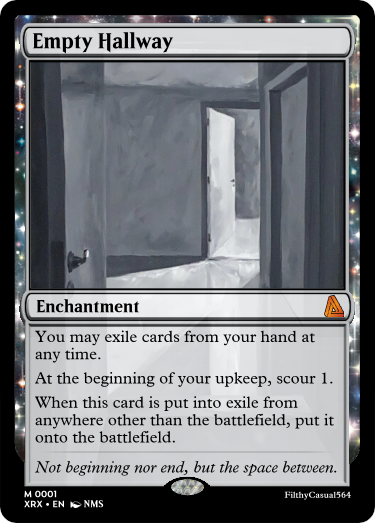 Empty Hallway
Enchantment
You may exile cards from your hand at
any time.
At the beginning of your upkeep, scour 1.
When this card is put into exile from
anywhere other than the battlefield, put it
onto the battlefield.
Not beginning nor end, but the space between.
M 0001
XRX • EN NMS
FilthyCasual564